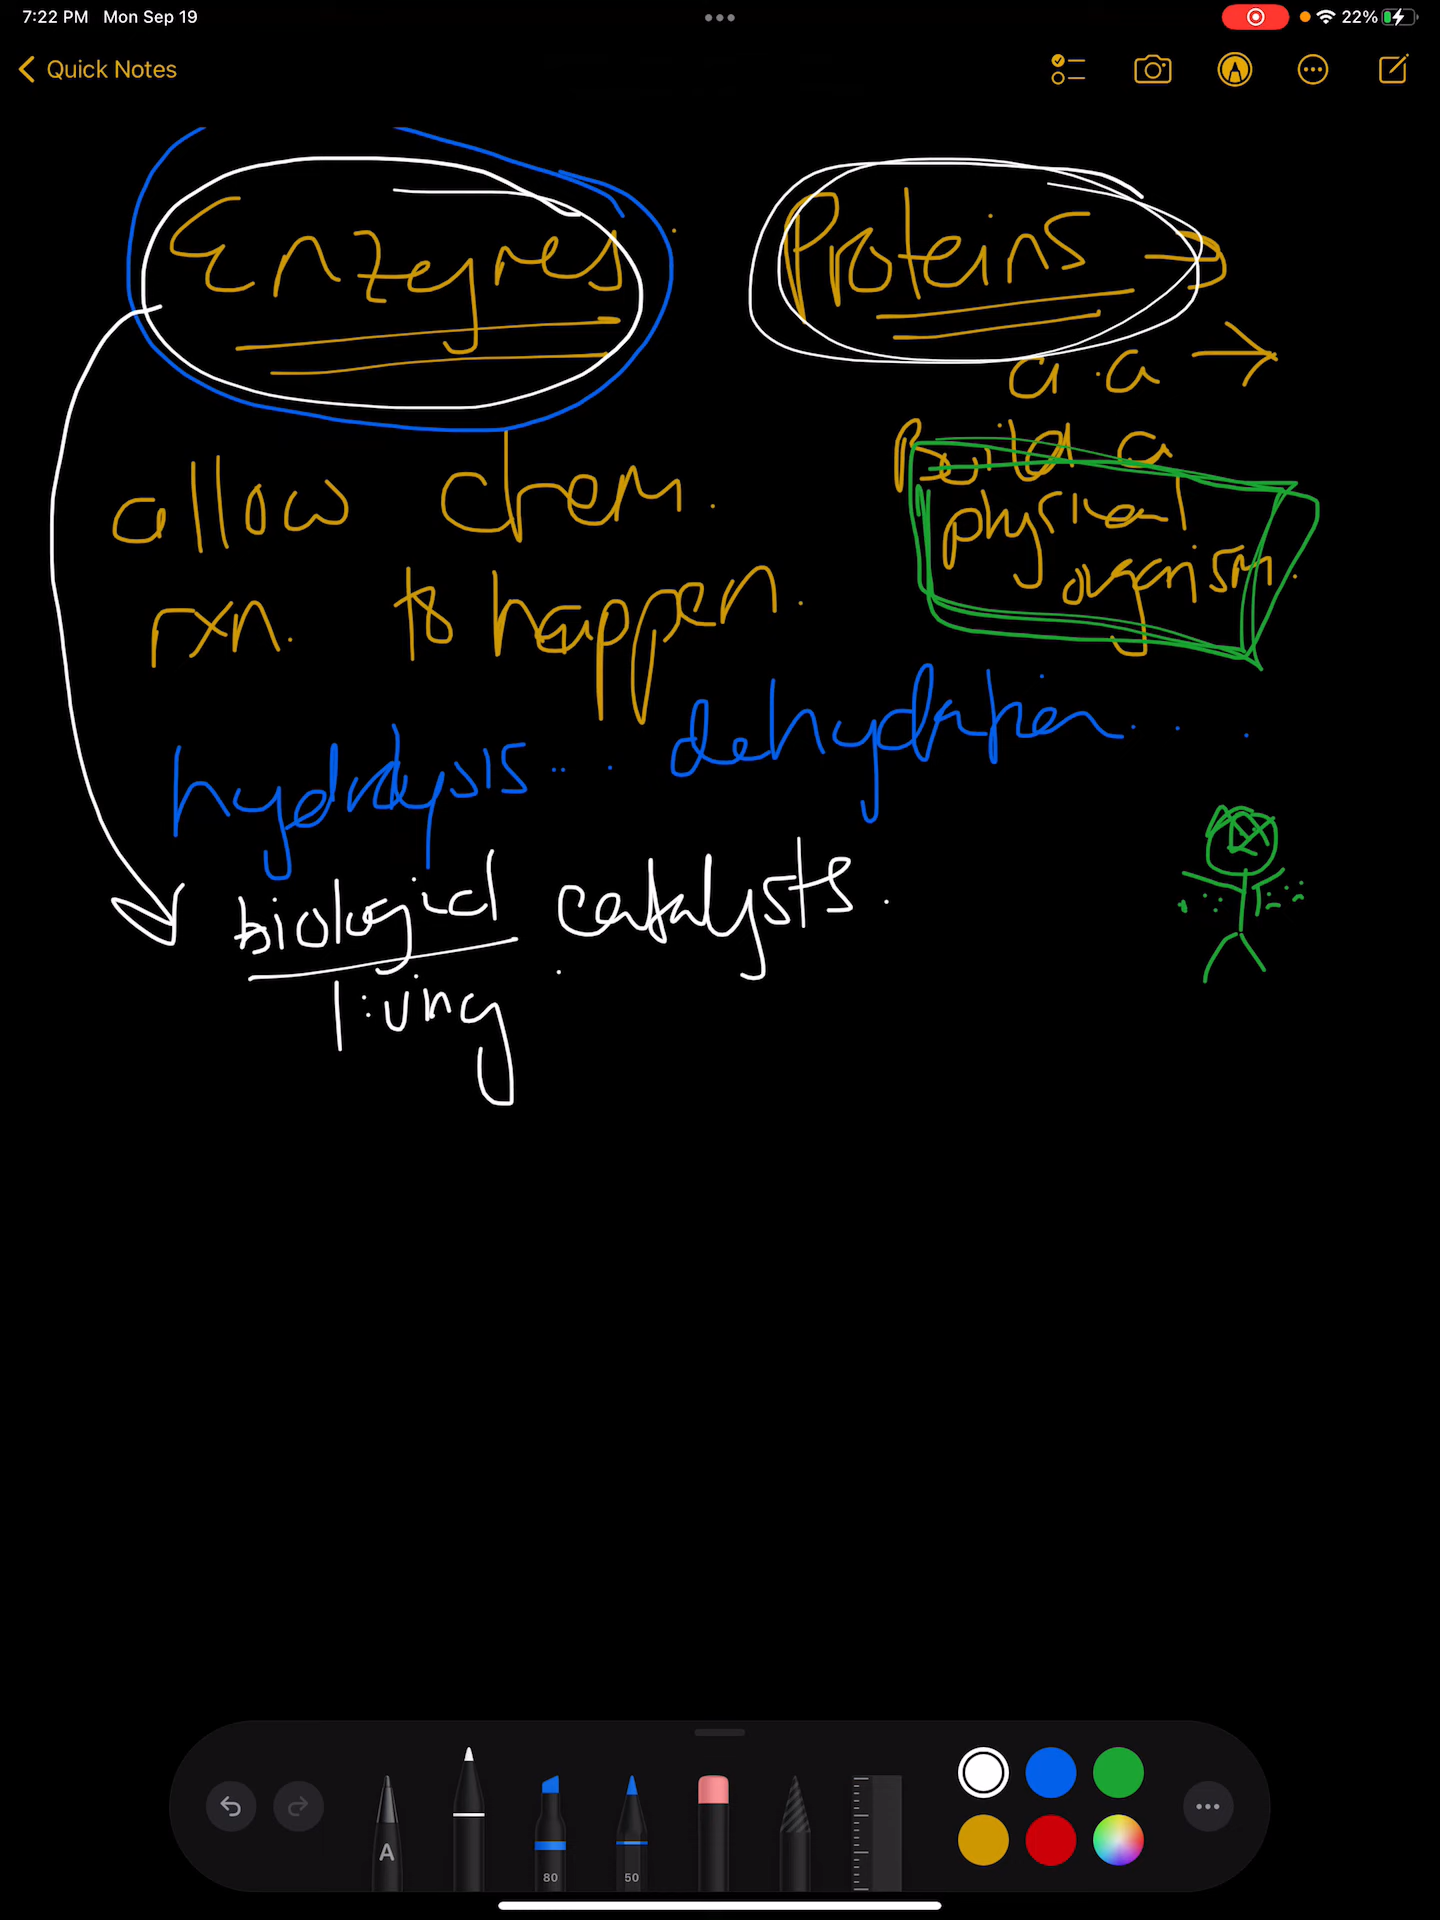 7:22 PM Mon Sep 19
22%
Quick Notes
Enzymes
Proteins →
a.a →
Build a
physical
organism.
allow chem.
rxn. to happen.
hydrolysis..... dehydration....
biological catalysts.
living
A
80
50